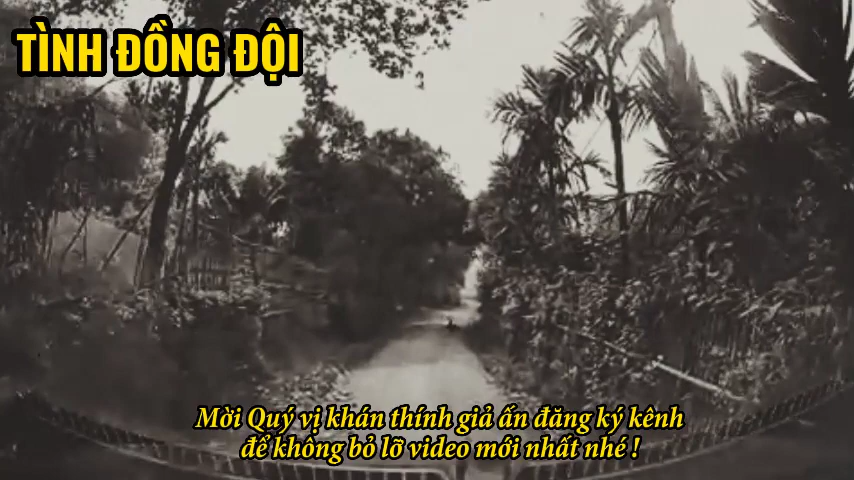 TÌNH ĐỒNG ĐỘI
Mời Quý vị khán thính giả ấn đăng ký kênh
để không bỏ lỡ video mới nhất nhé !